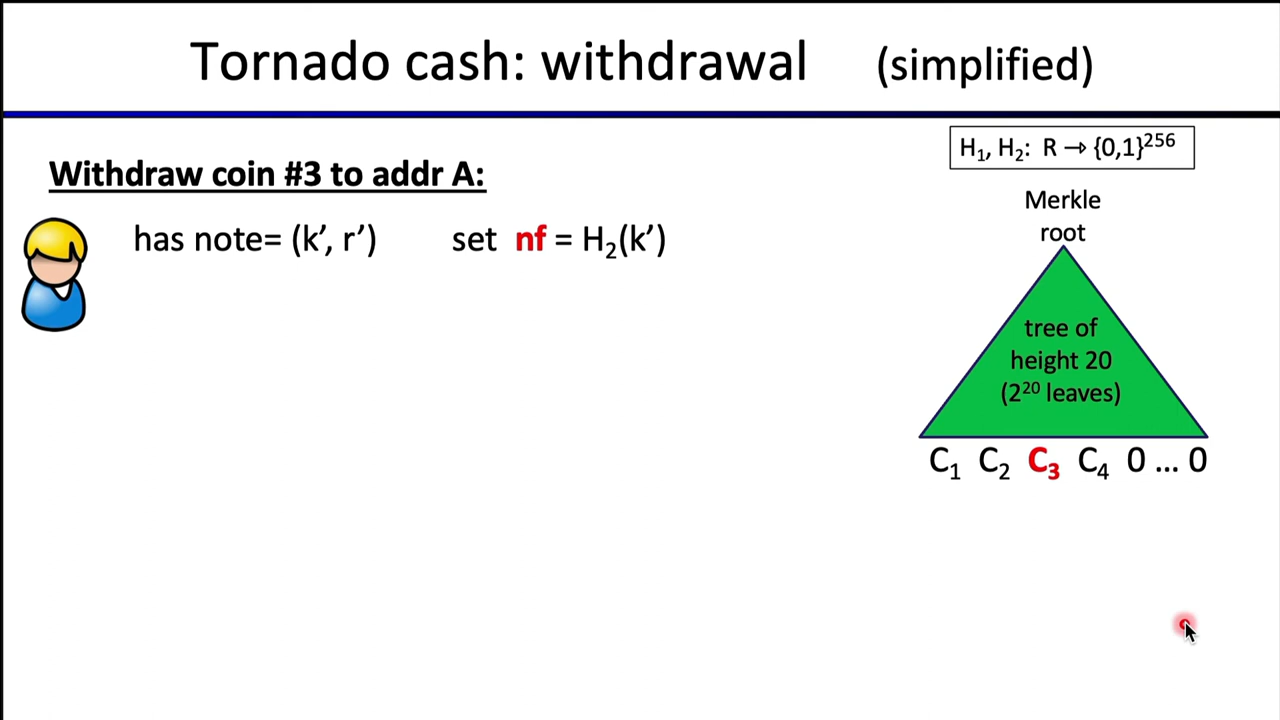 Tornado cash: withdrawal (simplified)
H₁, H₂: R → {0,1}²⁵⁶
Withdraw coin #3 to addr A:
has note= (k’, r’) set nf = H₂(k’)
Merkle
root
tree of
height 20
(2²⁰ leaves)
C₁ C₂ C₃ C₄ 0 ... 0